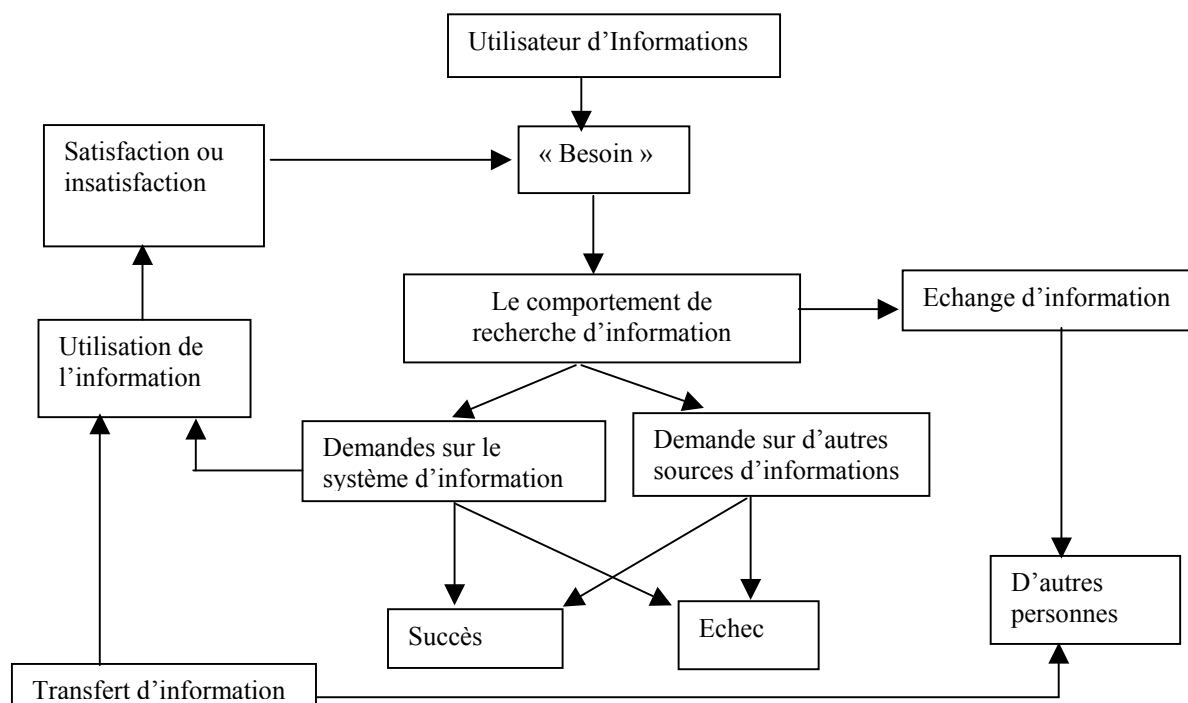 Utilisateur d’Informations
Satisfaction ou
insatisfaction
« Besoin »
Le comportement de
recherche d’information
Echange d’information
Utilisation de
l’information
Demandes sur le
système d’information
Demande sur d’autres
sources d’informations
D’autres
personnes
Succès
Echec
Transfert d’information